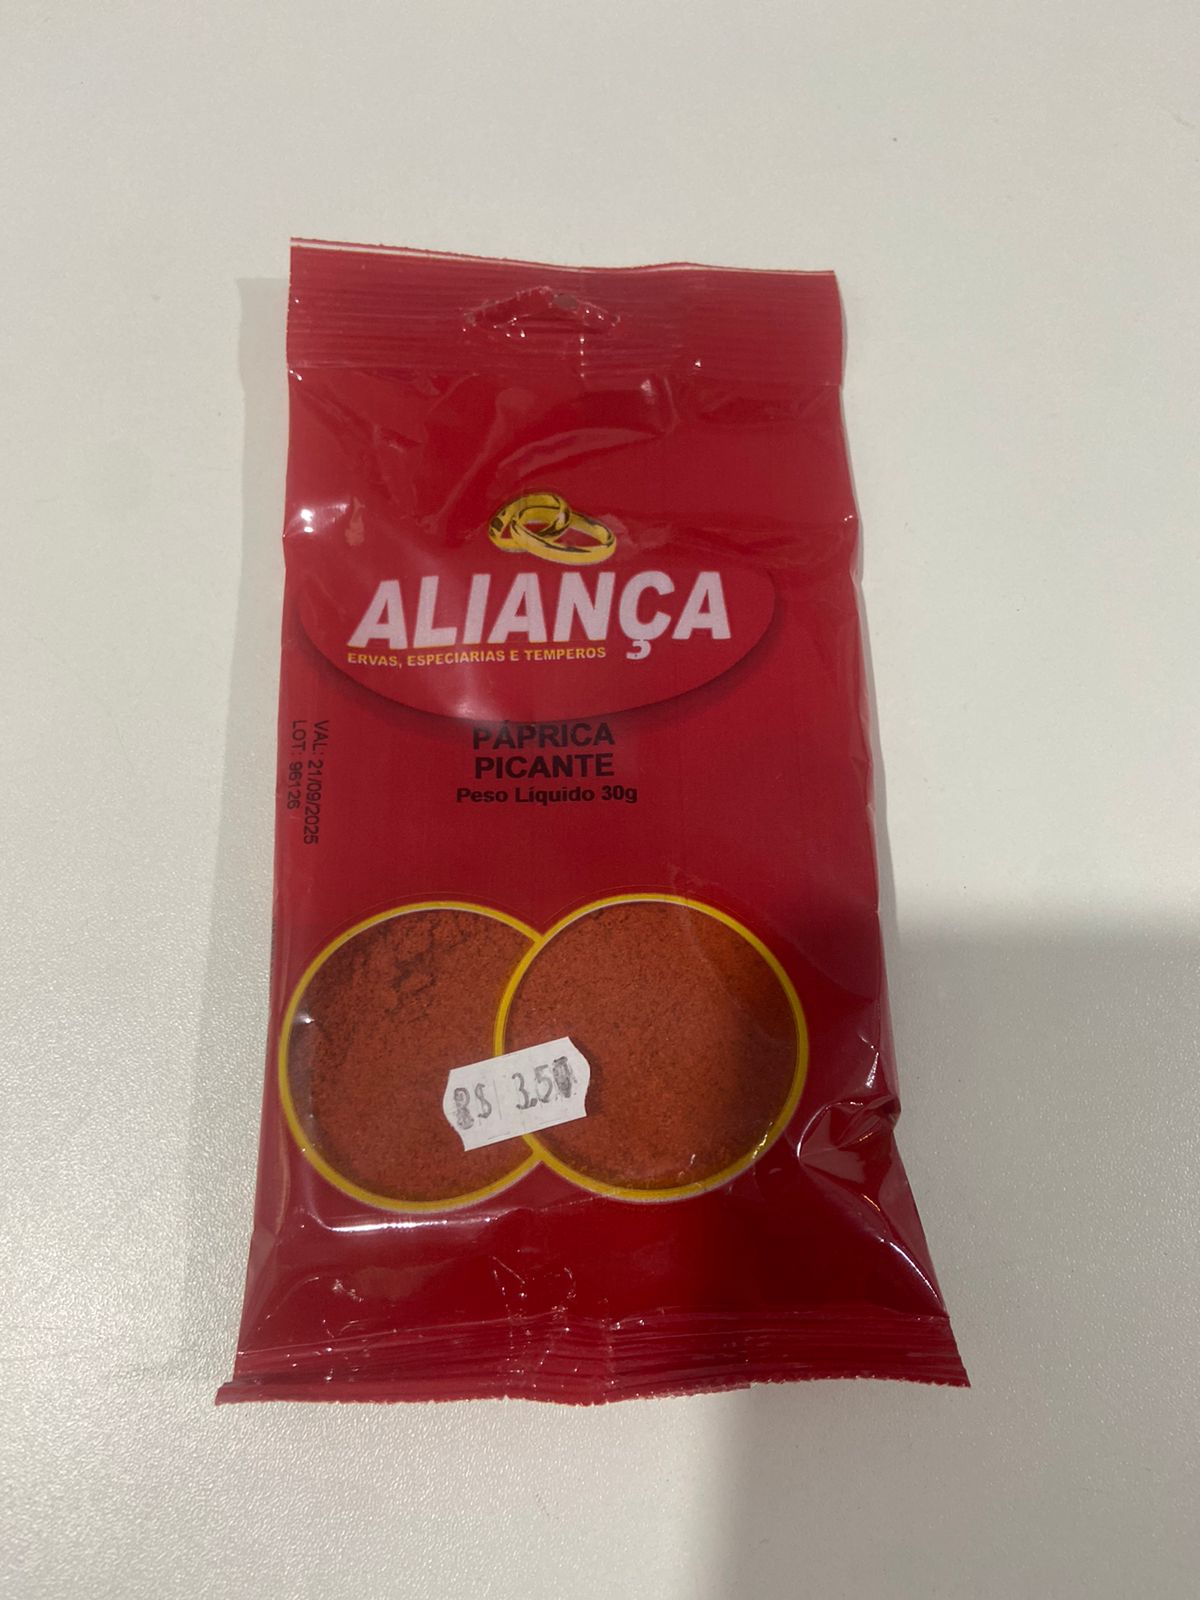 ALIANÇA
ERVAS, ESPECIARIAS E TEMPEROS
PÁPRICA
PICANTE
Peso Líquido 30g
VAL: 21/09/2025
LOT: 96126
R$ 3,50